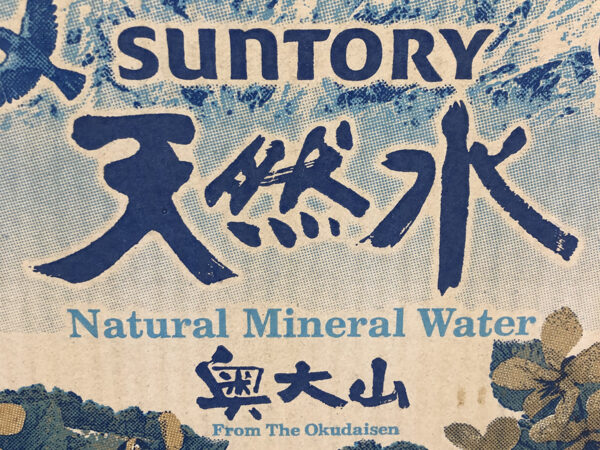 SUNTORY
天然水
Natural Mineral Water
奥大山
From The Okudaisen